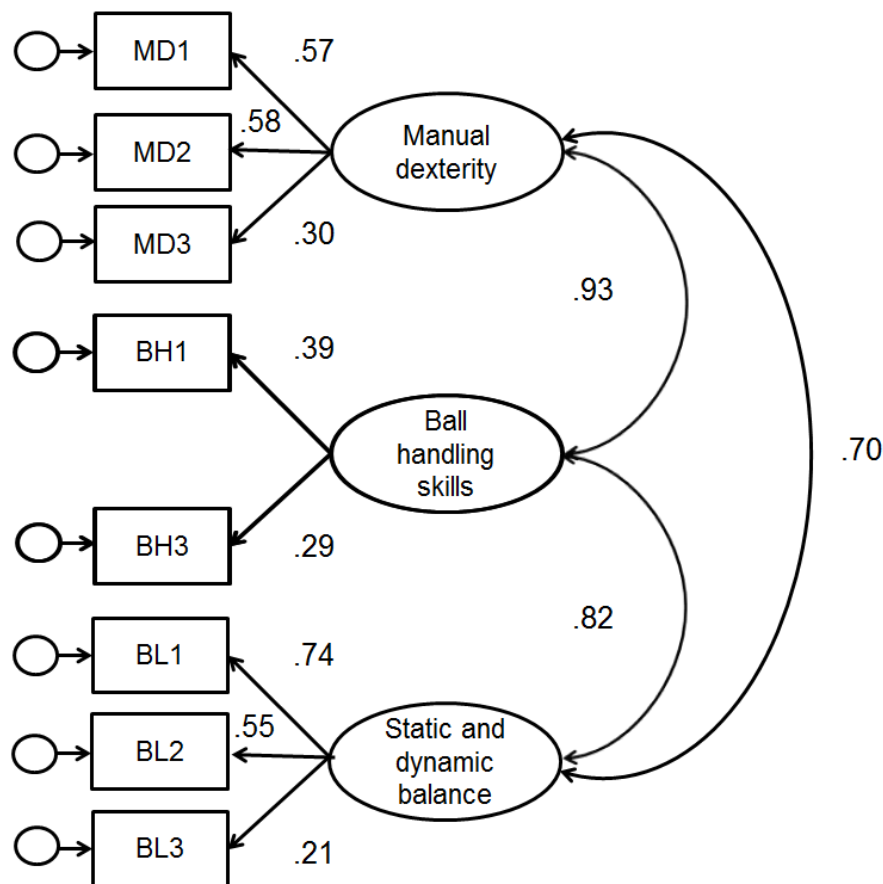 MD1
.57
.58
MD2
Manual
dexterity
MD3
.30
.93
BH1
.39
Ball
handling
skills
.70
BH3
.29
.82
BL1
.74
.55
BL2
Static and
dynamic
balance
BL3
.21